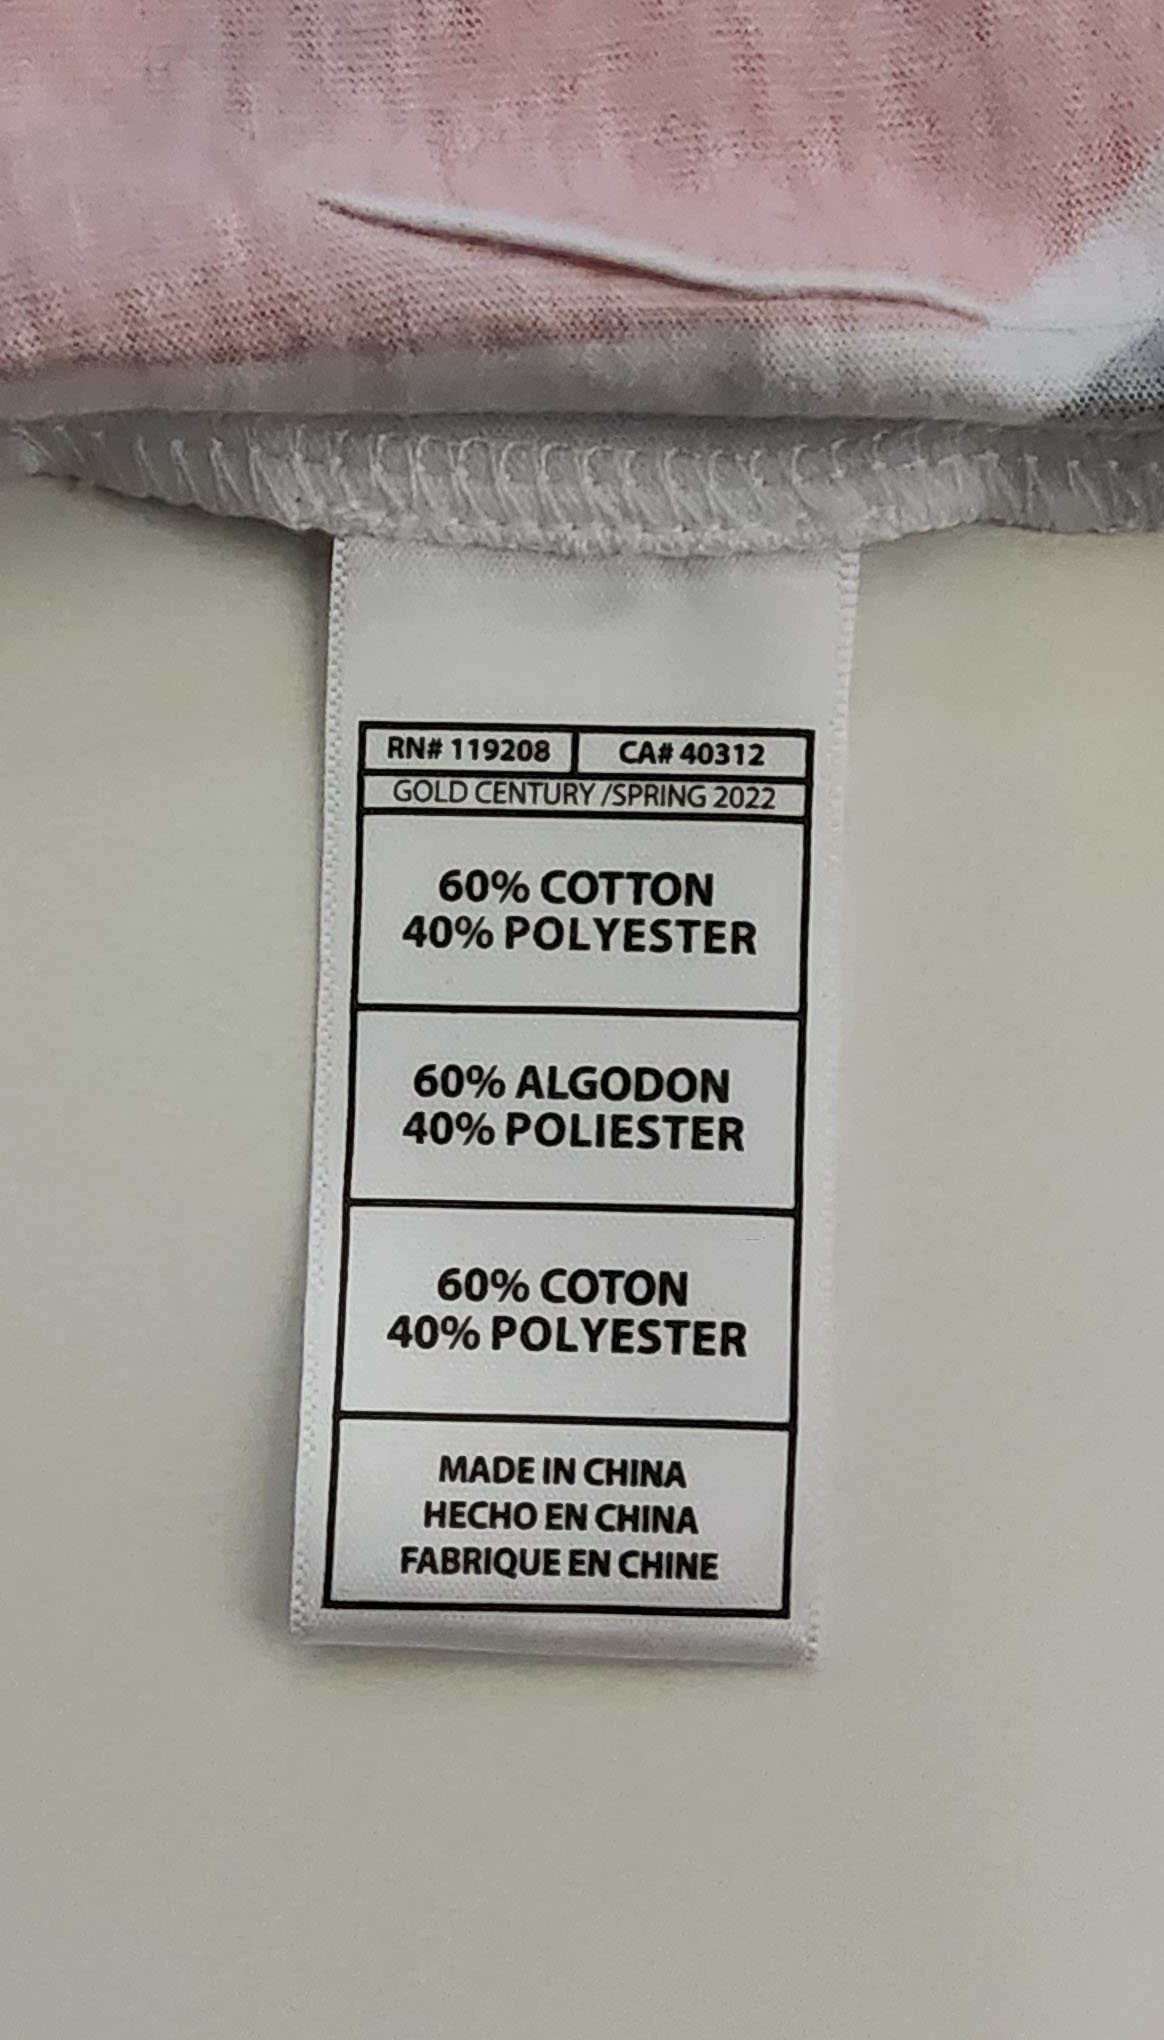 RN# 119208 CA# 40312
GOLD CENTURY /SPRING 2022
60% COTTON
40% POLYESTER
60% ALGODON
40% POLIESTER
60% COTON
40% POLYESTER
MADE IN CHINA
HECHO EN CHINA
FABRIQUE EN CHINE